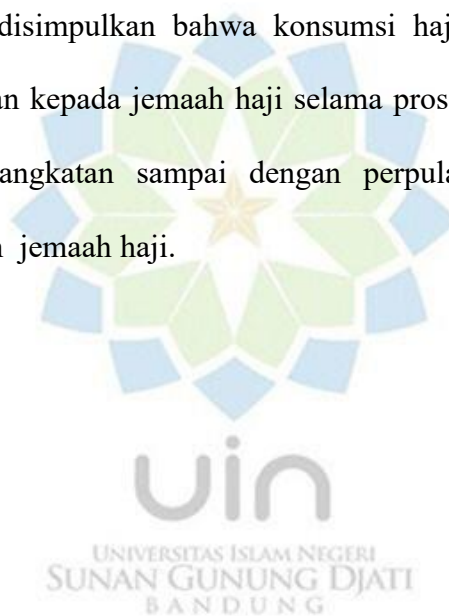 disimpulkan bahwa konsumsi haj
an kepada jemaah haji selama pros
angkatan sampai dengan perpula
jemaah haji.
uin
UNIVERSITAS ISLAM NEGERI
SUNAN GUNUNG DJATI
BANDUNG